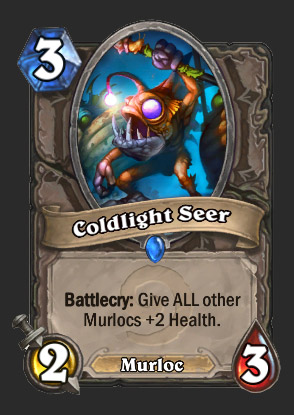 3
Coldlight Seer
Battlecry: Give ALL other
Murlocs +2 Health.
2
Murloc
3